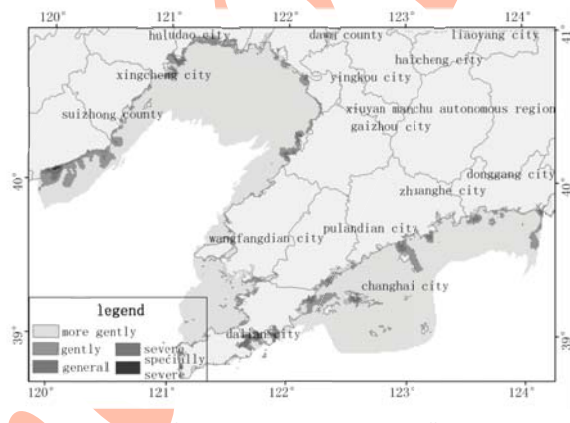 120° 121° 122° 123° 124°
41°
huludao city
dawa county
liaoyang city
haicheng city
xingcheng city
yingkou city
suizhong county
xiuyan manchu autonomous region
gaizhou city
40°
donggang city
40°
zhuanghe city
pulandian city
wangfangdian city
changhai city
39°
dalian city
39°
legend
more gently
gently
severe
general
specially
severe
120° 121° 122° 123° 124°